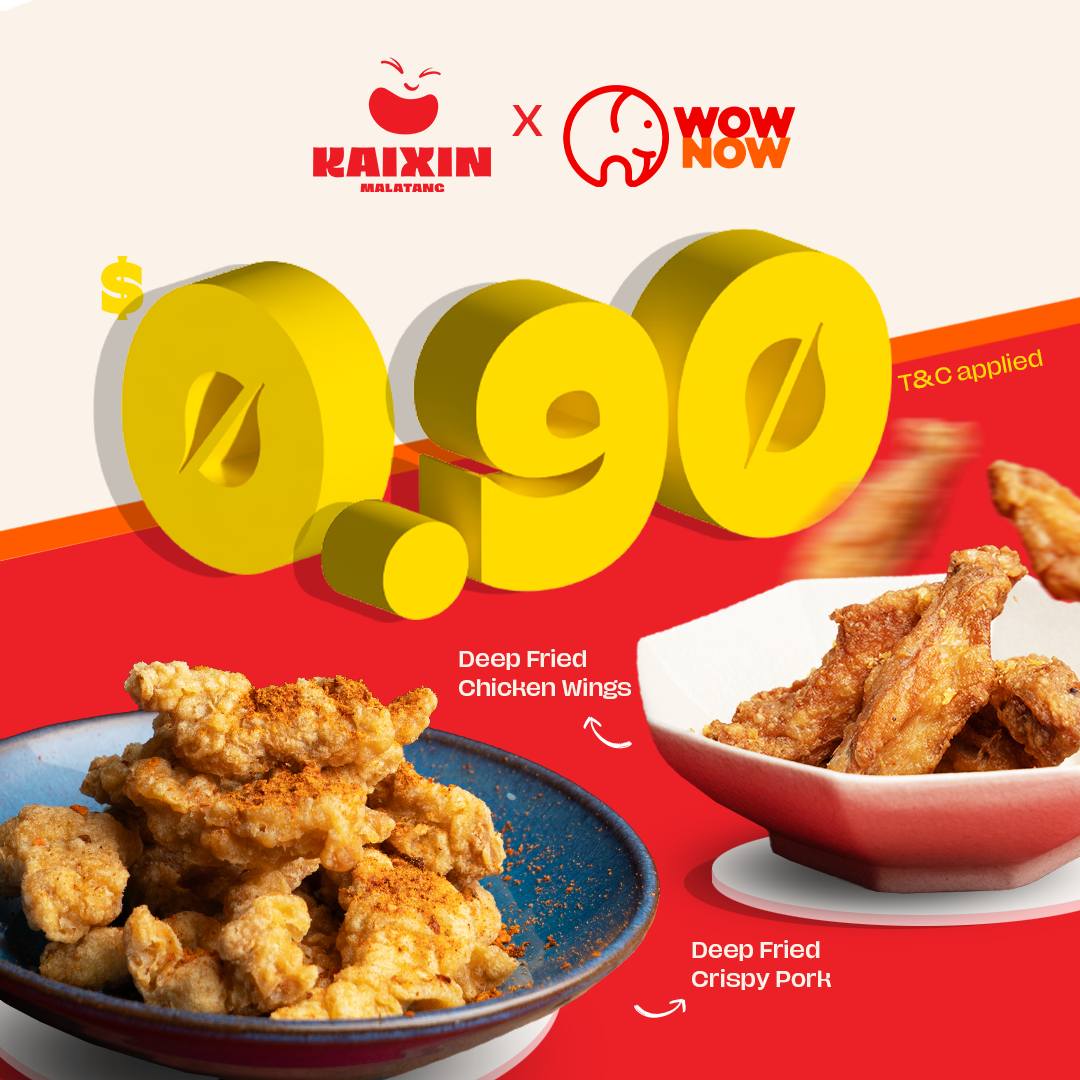 KAIXIN
MALATANG
X
WOW
NOW
$
0.90
T&C applied
Deep Fried
Chicken Wings
Deep Fried
Crispy Pork